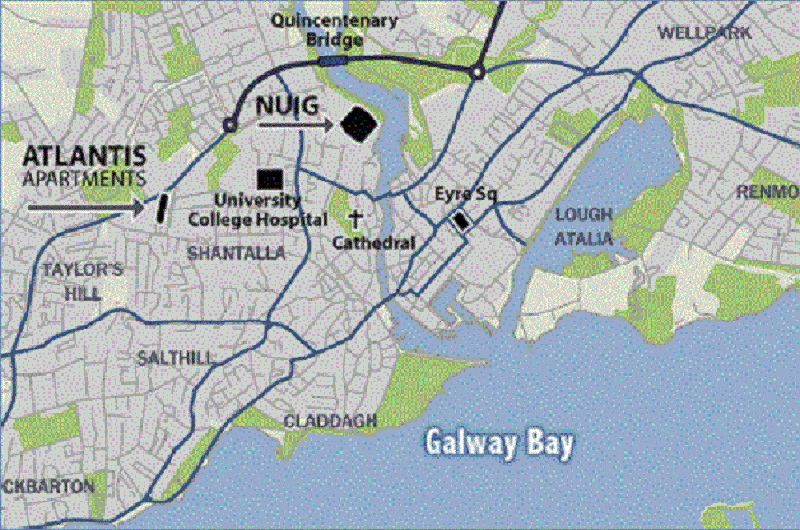 Quincentenary
Bridge
WELLPARK
NUIG
ATLANTIS
APARTMENTS
University
College Hospital
Eyre Sq
RENMO
LOUGH
ATALIA
Cathedral
SHANTALLA
TAYLOR'S
HILL
SALTHILL
CLADDAGH
Galway Bay
CKBARTON